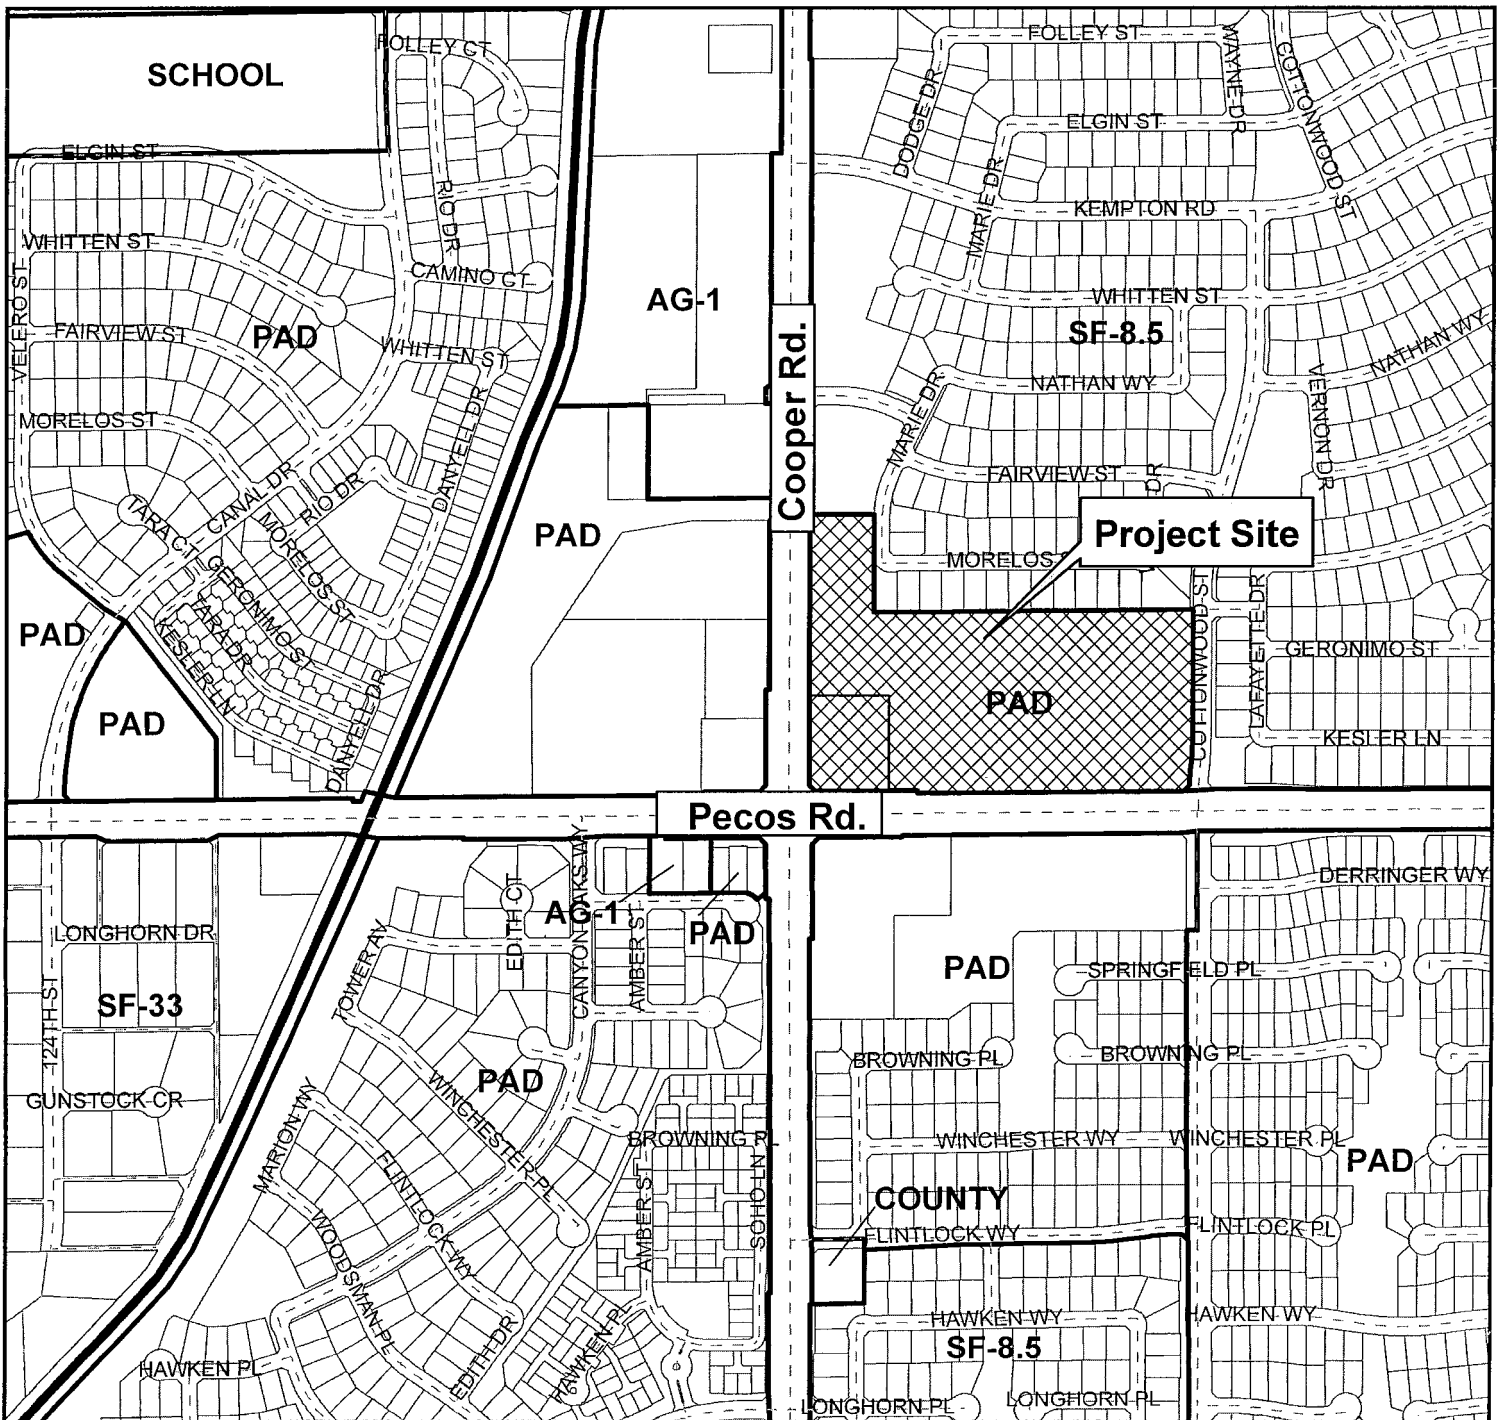 FOLLEY CT
FOLLEY ST
WAYNE DR
COTTONWOOD ST
SCHOOL
DODGE DR
ELGIN ST
ELGIN ST
MARIE DR
RIO DR
KEMPTON RD
WHITTEN ST
CAMINO CT
AG-1
WHITTEN ST
VELERO ST
FAIRVIEW ST
PAD
WHITTEN ST
SF-8.5
NATHAN WY
Cooper Rd.
NATHAN WY
VERNON DR
MARIE DR
DANYELL DR
MORELOS ST
FAIRVIEW ST
DR
CANAL DR
RIO DR
TARA CT
MORELOS ST
PAD
Project Site
MORELOS
GERONIMO ST
TARA DR
KESLER LN
PAD
COTTONWOOD ST
LAFAYETTE DR
GERONIMO ST
PAD
PAD
DANYELL DR
KESLER LN
Pecos Rd.
EDITH CT
CANYON OAKS WY
AG-1
AMBER ST
PAD
DERRINGER WY
LONGHORN DR
TOWER AV
PAD
SPRINGFIELD PL
SF-33
124TH ST
GUNSTOCK CR
PAD
BROWNING PL
BROWNING PL
MARION WY
WINCHESTER PL
BROWNING PL
WINCHESTER WY
WINCHESTER PL
PAD
FLINTLOCK WY
AMBER ST
SOHO LN
COUNTY
FLINTLOCK WY
FLINTLOCK PL
WOODSMAN PL
HAWKEN WY
HAWKEN WY
SF-8.5
HAWKEN PL
EDITH DR
HAWKEN PL
LONGHORN PL
LONGHORN PL